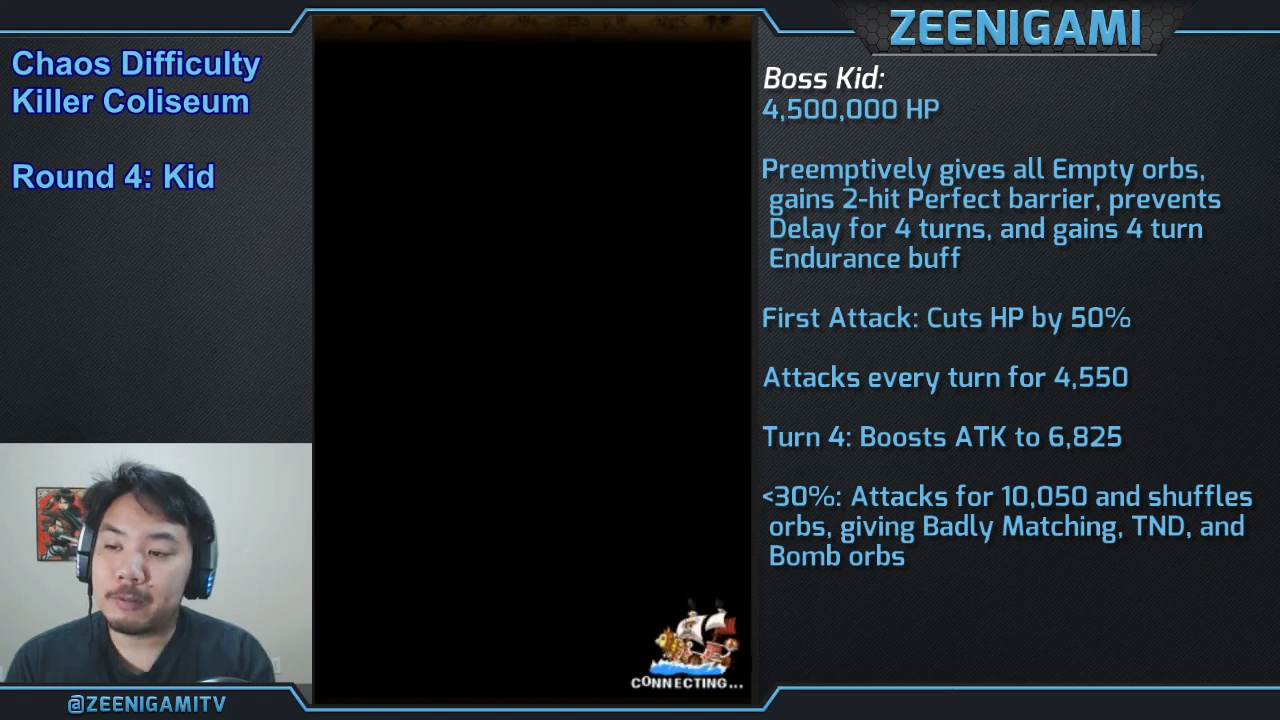 Chaos Difficulty
Killer Coliseum
Round 4: Kid
@ZEENIGAMITV
CONNECTING...
ZEENIGAMI
Boss Kid:
4,500,000 HP
Preemptively gives all Empty orbs,
gains 2-hit Perfect barrier, prevents
Delay for 4 turns, and gains 4 turn
Endurance buff
First Attack: Cuts HP by 50%
Attacks every turn for 4,550
Turn 4: Boosts ATK to 6,825
<30%: Attacks for 10,050 and shuffles
orbs, giving Badly Matching, TND, and
Bomb orbs